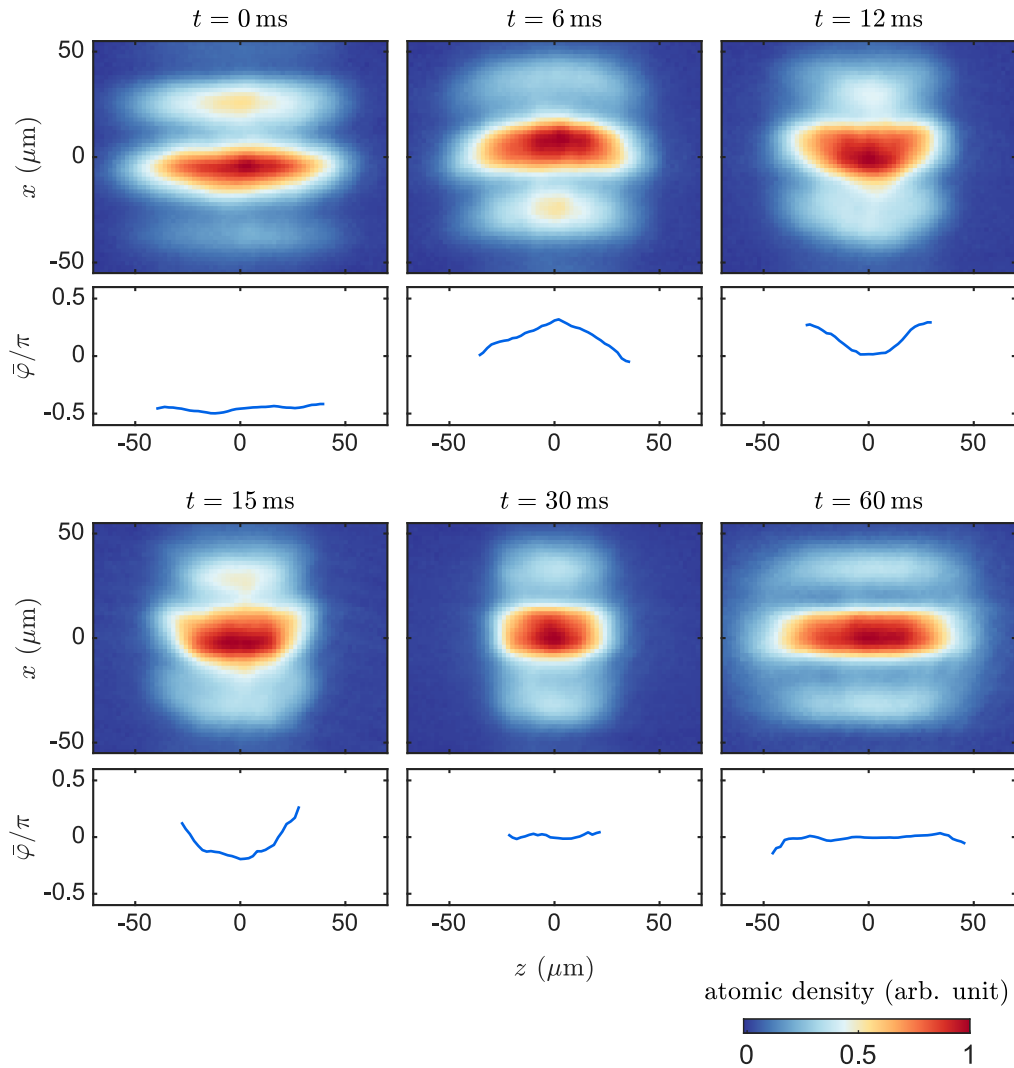 t = 0 ms t = 6 ms t = 12 ms
50
0
-50
x (μm)
0.5
0
-0.5
φ̄/π
-50 0 50 -50 0 50 -50 0 50
t = 15 ms t = 30 ms t = 60 ms
50
0
-50
x (μm)
0.5
0
-0.5
φ̄/π
-50 0 50 -50 0 50 -50 0 50
z (μm)
atomic density (arb. unit)
0 0.5 1